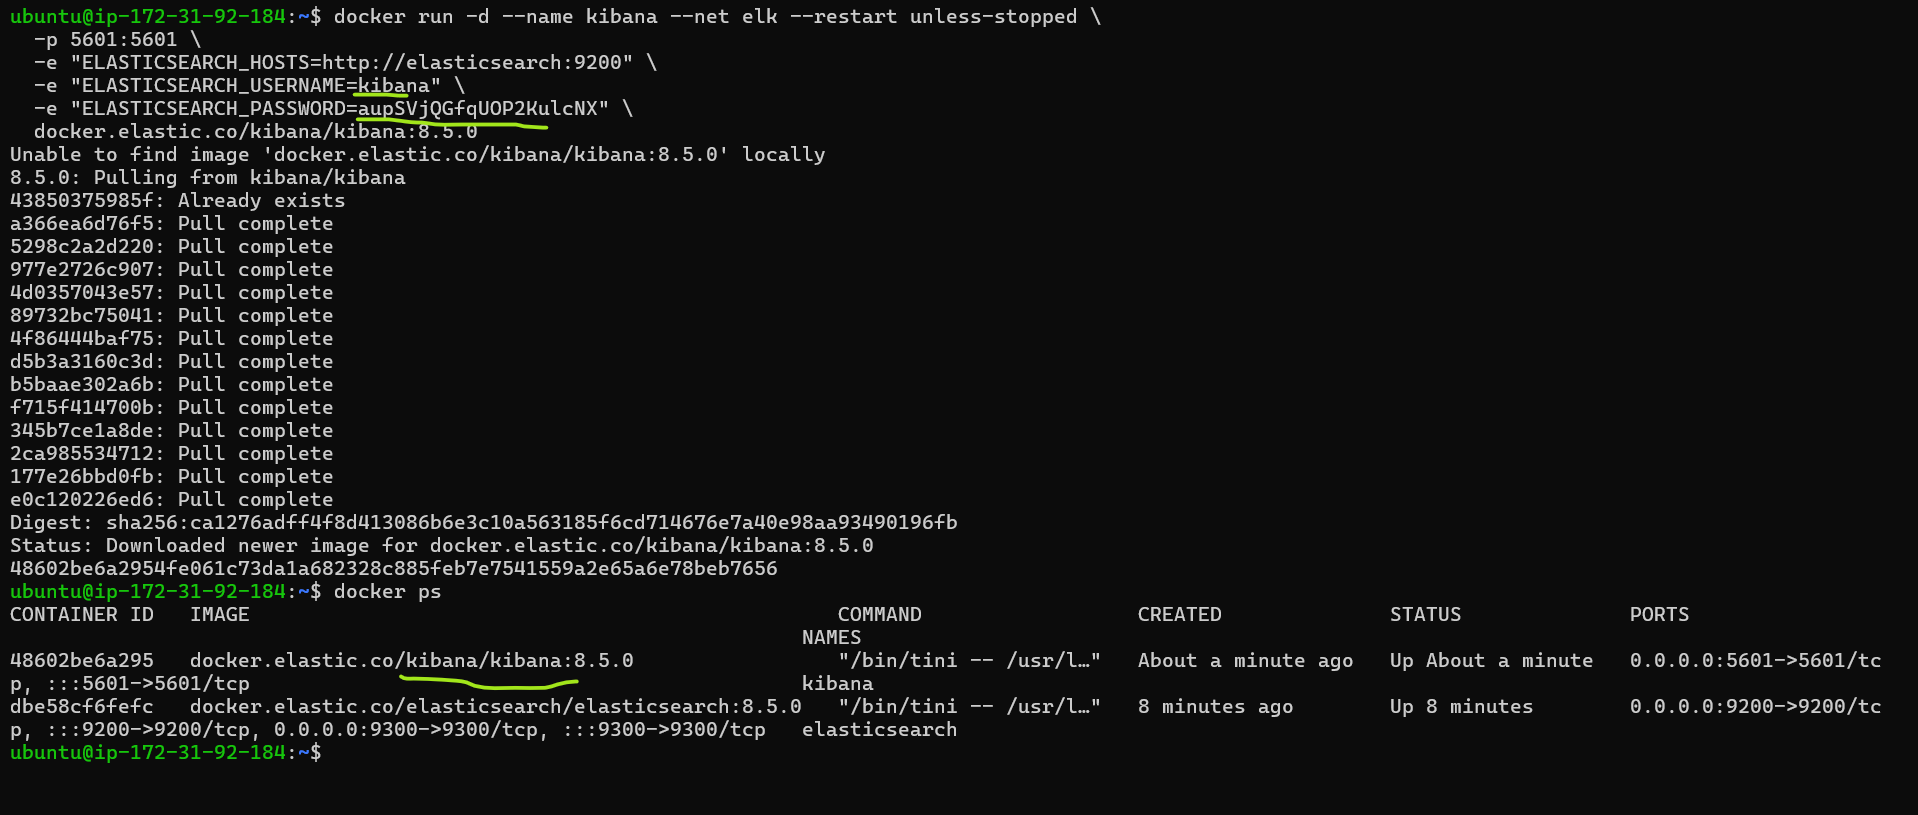 ubuntu@ip-172-31-92-184:~$ docker run -d --name kibana --net elk --restart unless-stopped \
  -p 5601:5601 \
  -e "ELASTICSEARCH_HOSTS=http://elasticsearch:9200" \
  -e "ELASTICSEARCH_USERNAME=kibana" \
  -e "ELASTICSEARCH_PASSWORD=aupSVjQGfqUOP2KulcNX" \
  docker.elastic.co/kibana/kibana:8.5.0
Unable to find image 'docker.elastic.co/kibana/kibana:8.5.0' locally
8.5.0: Pulling from kibana/kibana
43850375985f: Already exists
a366ea6d76f5: Pull complete
5298c2a2d220: Pull complete
977e2726c907: Pull complete
4d0357043e57: Pull complete
89732bc75041: Pull complete
4f86444baf75: Pull complete
d5b3a3160c3d: Pull complete
b5baae302a6b: Pull complete
f715f414700b: Pull complete
345b7ce1a8de: Pull complete
2ca985534712: Pull complete
177e26bbd0fb: Pull complete
e0c120226ed6: Pull complete
Digest: sha256:ca1276adff4f8d413086b6e3c10a563185f6cd714676e7a40e98aa93490196fb
Status: Downloaded newer image for docker.elastic.co/kibana/kibana:8.5.0
48602be6a2954fe061c73da1a682328c885feb7e7541559a2e65a6e78beb7656
ubuntu@ip-172-31-92-184:~$ docker ps
CONTAINER ID   IMAGE                                                 COMMAND                  CREATED              STATUS              PORTS
                                                                  NAMES
48602be6a295   docker.elastic.co/kibana/kibana:8.5.0                 "/bin/tini -- /usr/l…"   About a minute ago   Up About a minute   0.0.0.0:5601->5601/tc
p, :::5601->5601/tcp                                              kibana
dbe58cf6fefc   docker.elastic.co/elasticsearch/elasticsearch:8.5.0   "/bin/tini -- /usr/l…"   8 minutes ago        Up 8 minutes        0.0.0.0:9200->9200/tc
p, :::9200->9200/tcp, 0.0.0.0:9300->9300/tcp, :::9300->9300/tcp   elasticsearch
ubuntu@ip-172-31-92-184:~$